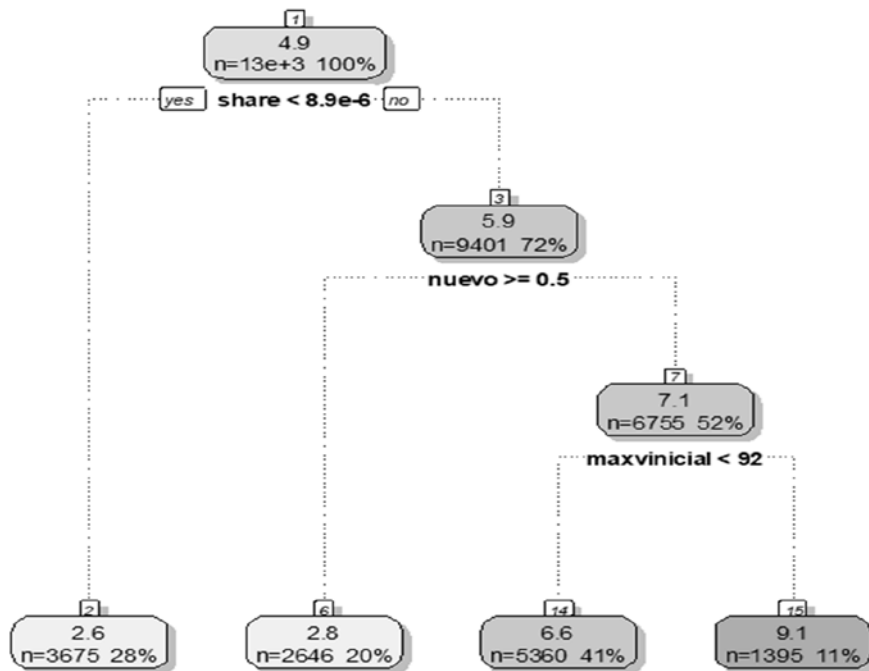 1
4.9
n=13e+3 100%
yes share < 8.9e-6 no
3
5.9
n=9401 72%
nuevo >= 0.5
7
7.1
n=6755 52%
maxvinicial < 92
2 6 14 15
2.6 2.8 6.6 9.1
n=3675 28% n=2646 20% n=5360 41% n=1395 11%